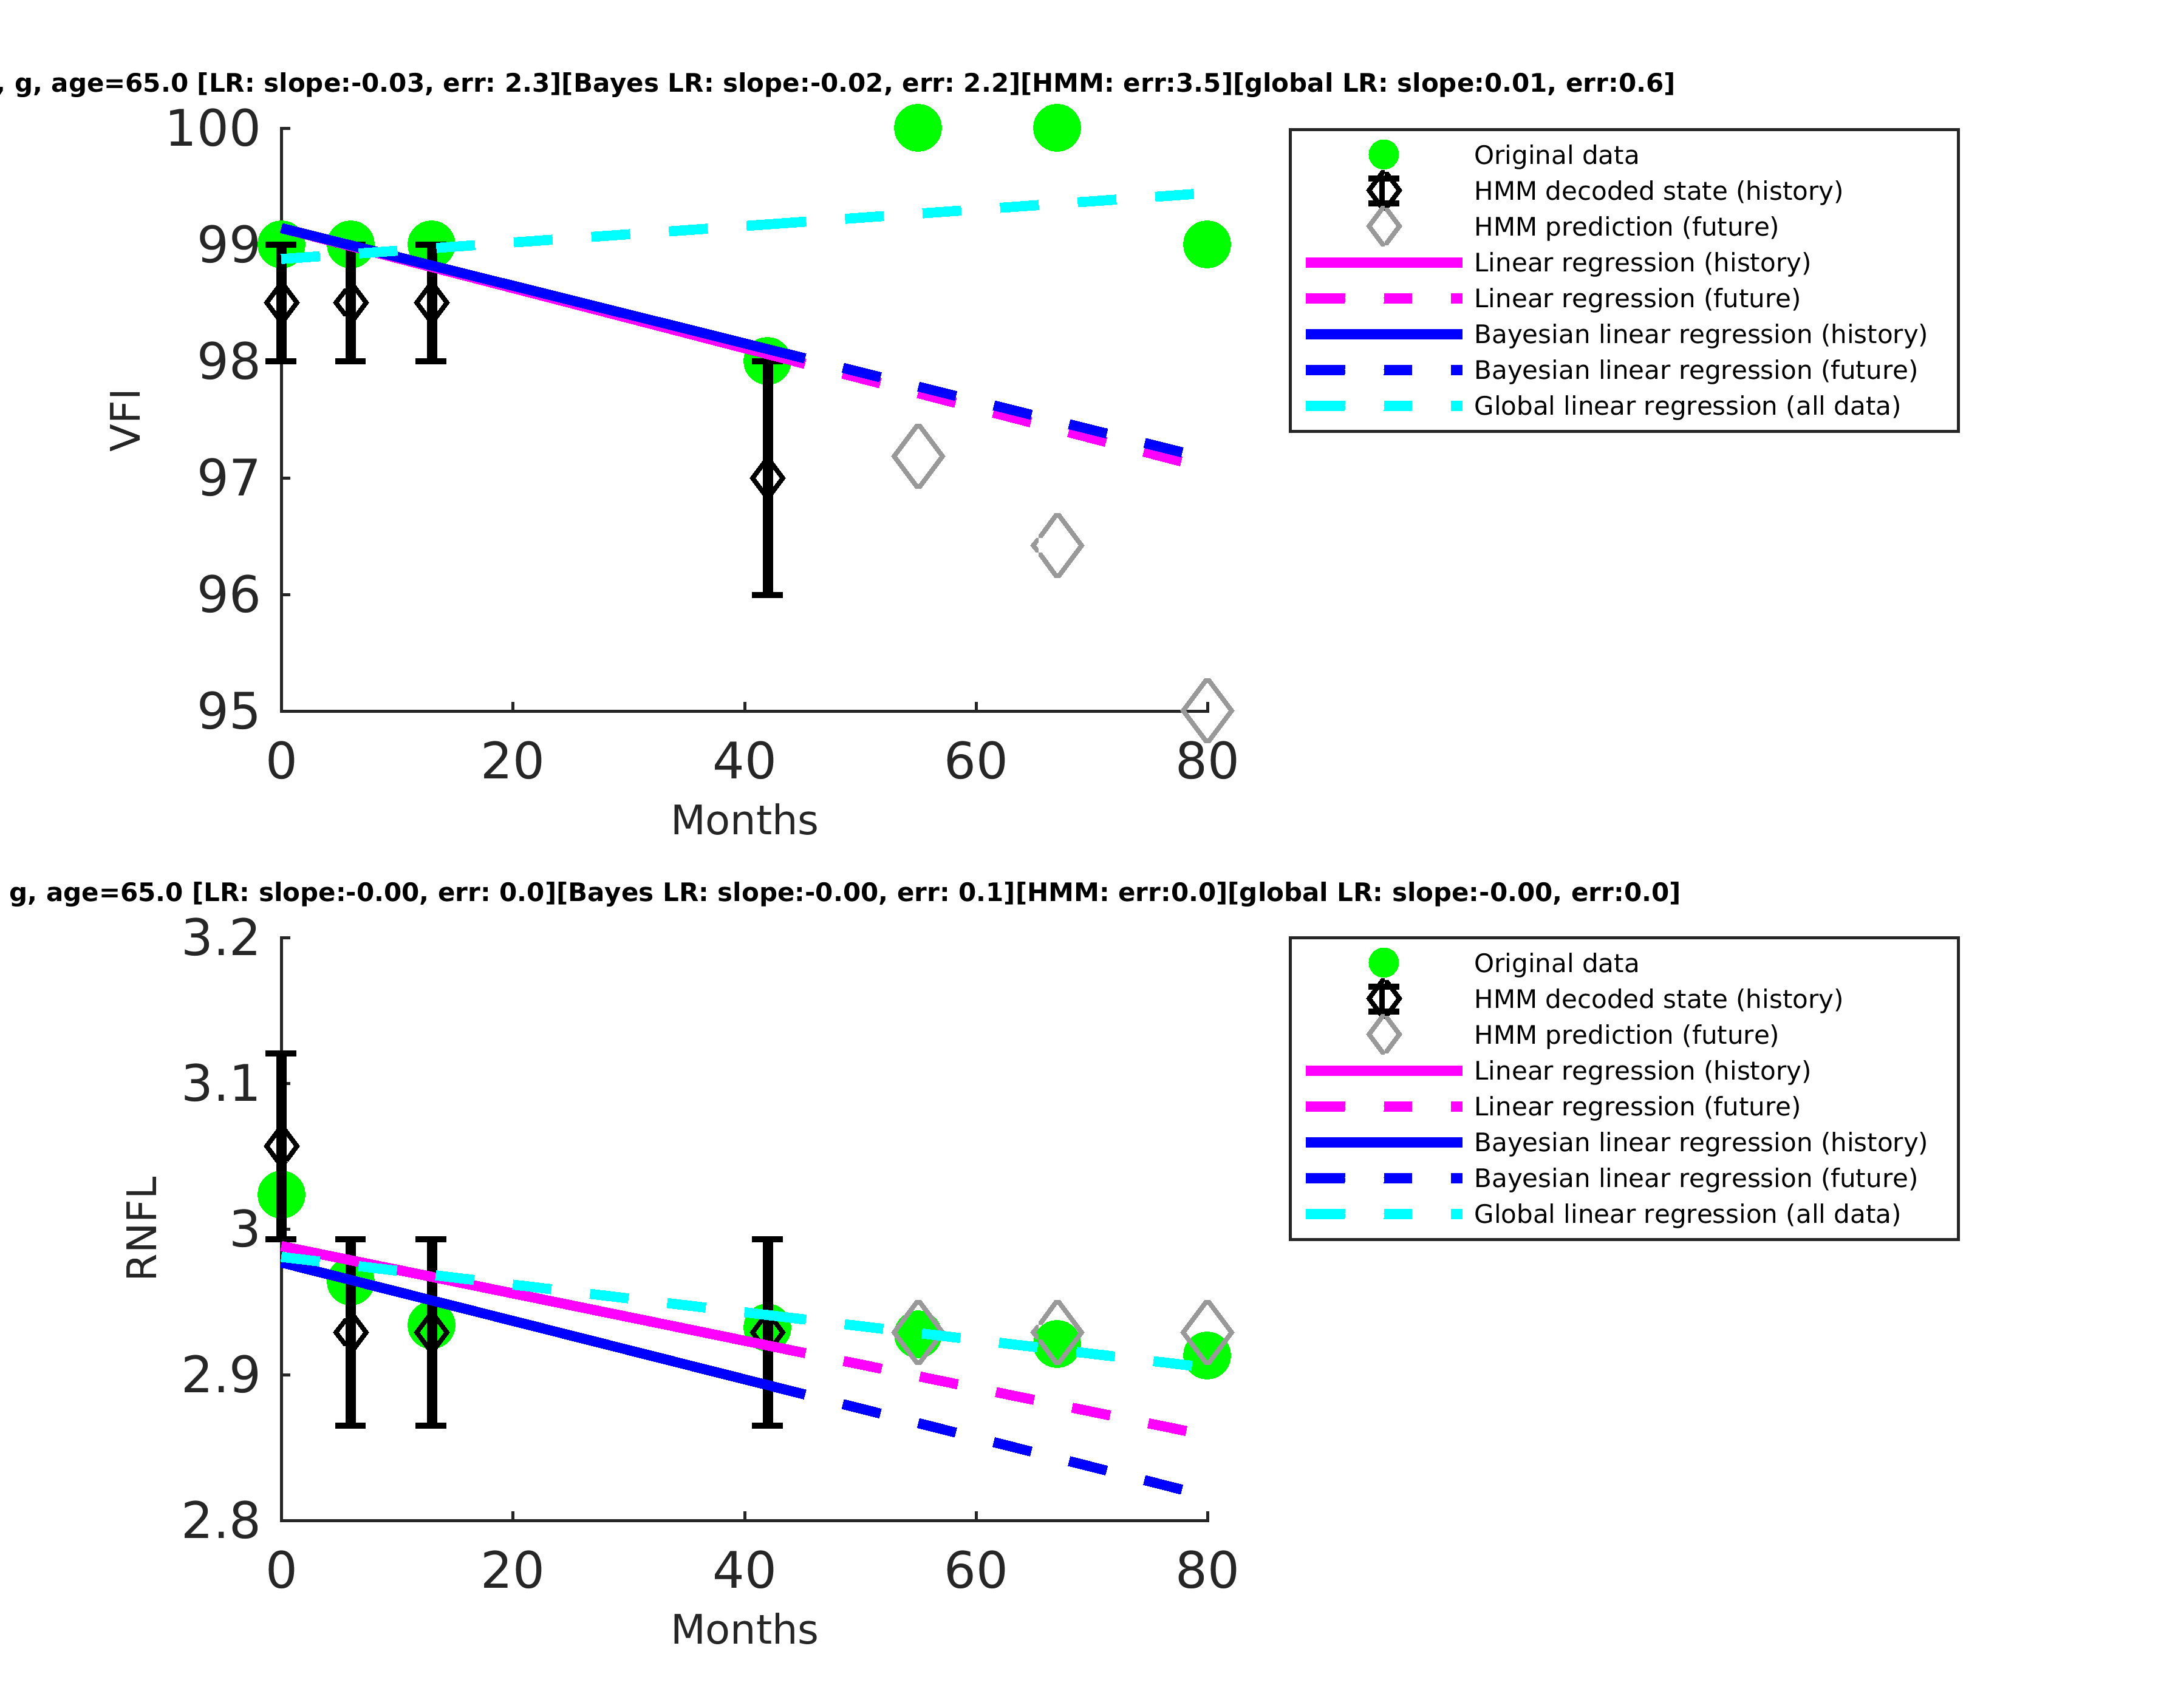 , g, age=65.0 [LR: slope:-0.03, err: 2.3][Bayes LR: slope:-0.02, err: 2.2][HMM: err:3.5][global LR: slope:0.01, err:0.6]
100
99
98
97
96
95
VFI
0 20 40 60 80
Months
Original data
HMM decoded state (history)
HMM prediction (future)
Linear regression (history)
Linear regression (future)
Bayesian linear regression (history)
Bayesian linear regression (future)
Global linear regression (all data)
g, age=65.0 [LR: slope:-0.00, err: 0.0][Bayes LR: slope:-0.00, err: 0.1][HMM: err:0.0][global LR: slope:-0.00, err:0.0]
3.2
3.1
3
2.9
2.8
RNFL
0 20 40 60 80
Months
Original data
HMM decoded state (history)
HMM prediction (future)
Linear regression (history)
Linear regression (future)
Bayesian linear regression (history)
Bayesian linear regression (future)
Global linear regression (all data)